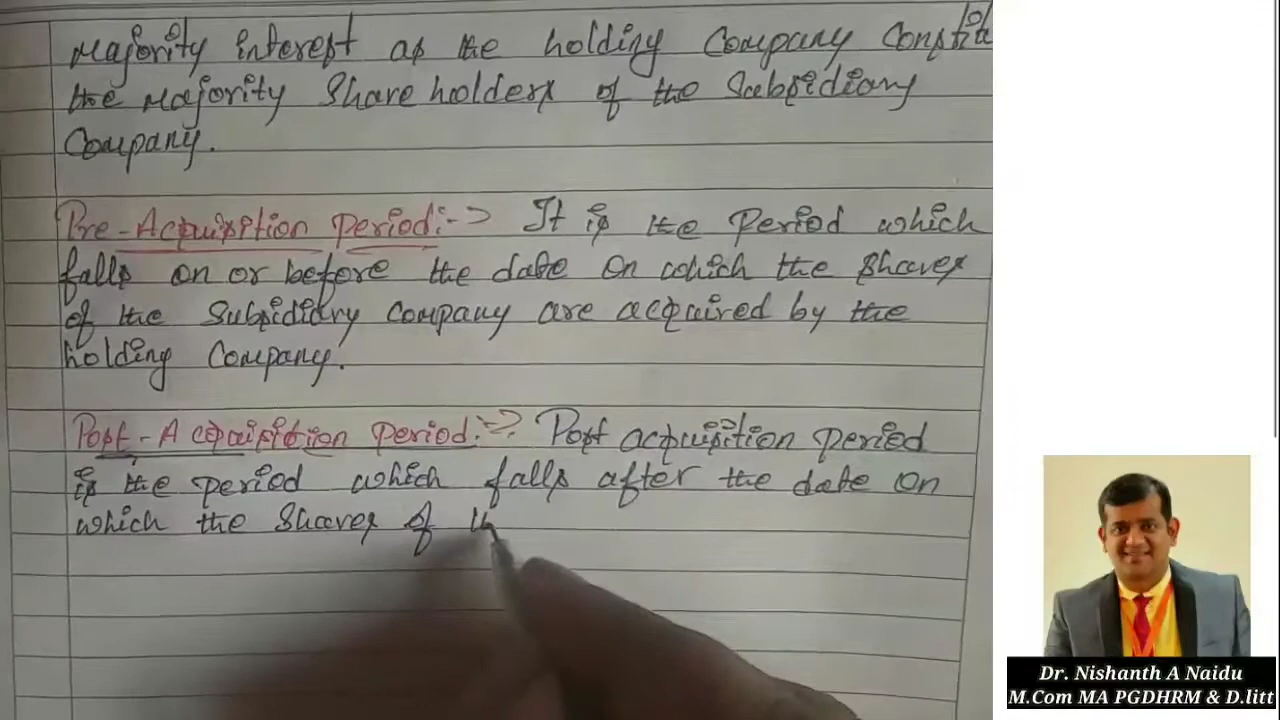 Majority interest as the holding Company
the Majority Shareholders of the Subsidiary
Company.
Pre-Acquisition Period:-> It is the Period which
falls on or before the date on which the Shares
of the Subsidiary Company are acquired by the
holding Company.
Post-Acquisition Period:-> Post acquisition period
is the period which falls after the date on
which the Shares of
Dr. Nishanth A Naidu
M.Com MA PGDHRM & D.litt